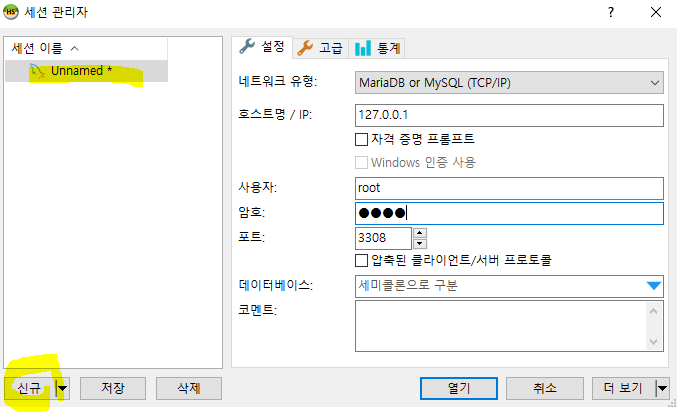 HS 세션 관리자 ? ×
세션 이름
Unnamed *
설정 고급 통계
네트워크 유형: MariaDB or MySQL (TCP/IP)
호스트명 / IP: 127.0.0.1
자격 증명 프롬프트
Windows 인증 사용
사용자: root
암호: ●●●●
포트: 3308
압축된 클라이언트/서버 프로토콜
데이터베이스: 세미콜론으로 구분
코멘트:
신규 저장 삭제 열기 취소 더 보기